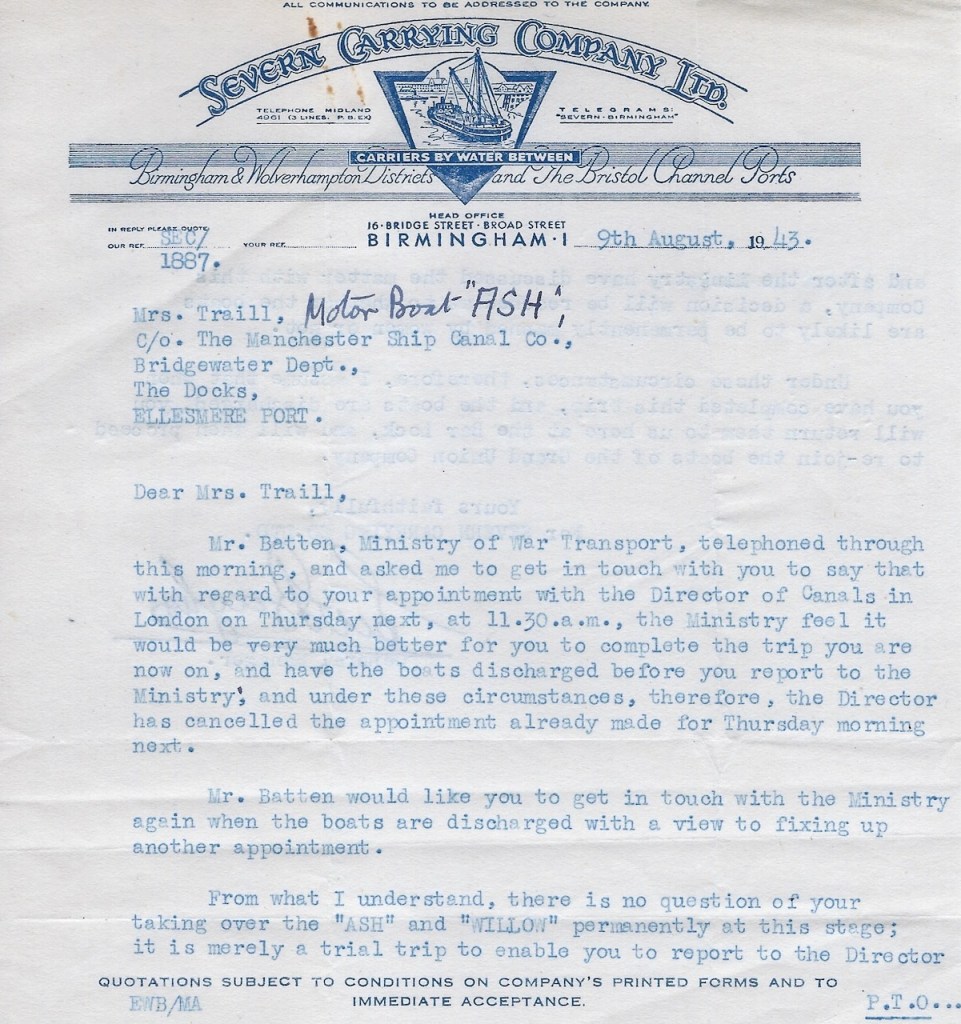 ALL COMMUNICATIONS TO BE ADDRESSED TO THE COMPANY.
SEVERN CARRYING COMPANY LTD.
TELEPHONE MIDLAND
4961 (3 LINES. P.B.EX)
TELEGRAMS:
"SEVERN-BIRMINGHAM"
CARRIERS BY WATER BETWEEN
Birmingham & Wolverhampton Districts and The Bristol Channel Ports
HEAD OFFICE
16·BRIDGE STREET·BROAD STREET
BIRMINGHAM·1
IN REPLY PLEASE QUOTE
OUR REF. SEC/ YOUR REF.
1887.
9th August, 1943.
Mrs. Traill, Motor Boat "ASH",
C/o. The Manchester Ship Canal Co.,
Bridgewater Dept.,
The Docks,
ELLESMERE PORT.
Dear Mrs. Traill,
Mr. Batten, Ministry of War Transport, telephoned through
this morning, and asked me to get in touch with you to say that
with regard to your appointment with the Director of Canals in
London on Thursday next, at 11.30.a.m., the Ministry feel it
would be very much better for you to complete the trip you are
now on, and have the boats discharged before you report to the
Ministry, and under these circumstances, therefore, the Director
has cancelled the appointment already made for Thursday morning
next.
Mr. Batten would like you to get in touch with the Ministry
again when the boats are discharged with a view to fixing up
another appointment.
From what I understand, there is no question of your
taking over the "ASH" and "WILLOW" permanently at this stage;
it is merely a trial trip to enable you to report to the Director
QUOTATIONS SUBJECT TO CONDITIONS ON COMPANY'S PRINTED FORMS AND TO
IMMEDIATE ACCEPTANCE.
EWB/MA
P.T.O...